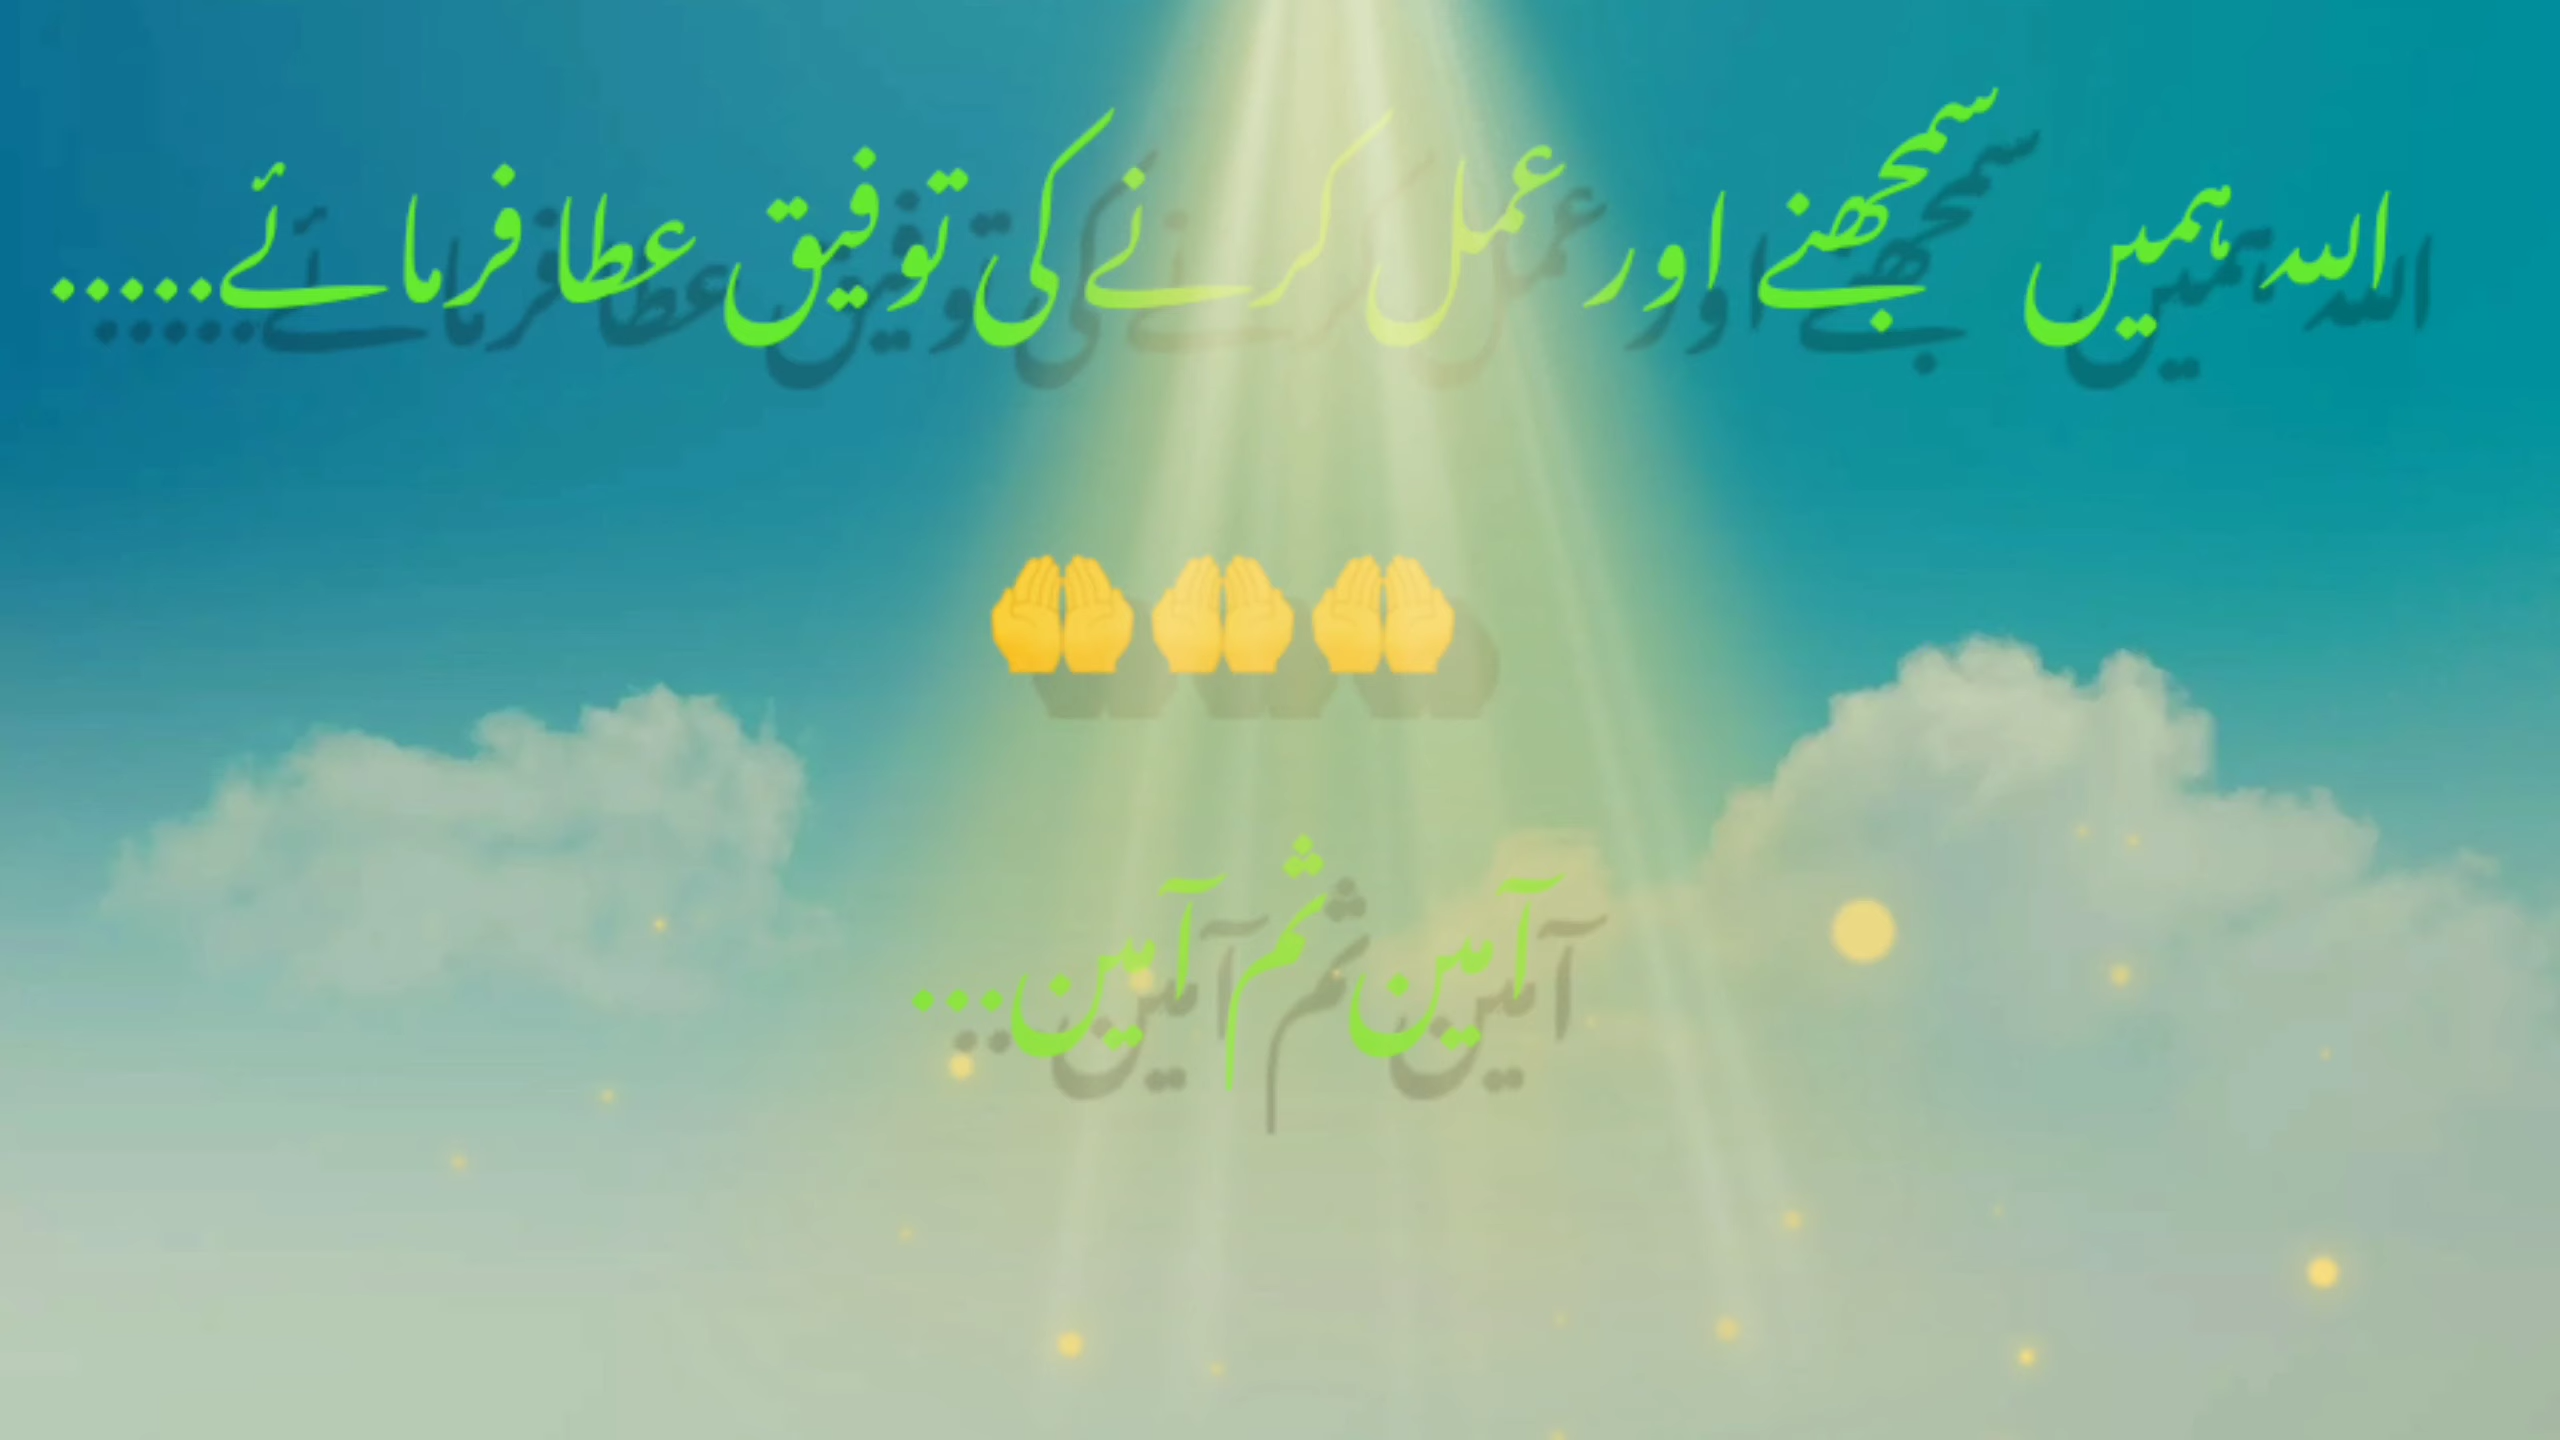 اللہ ہمیں سمجھنے اور عمل کرنے کی توفیق عطا فرمائے.....
🤲🤲🤲
آمین ثم آمین...